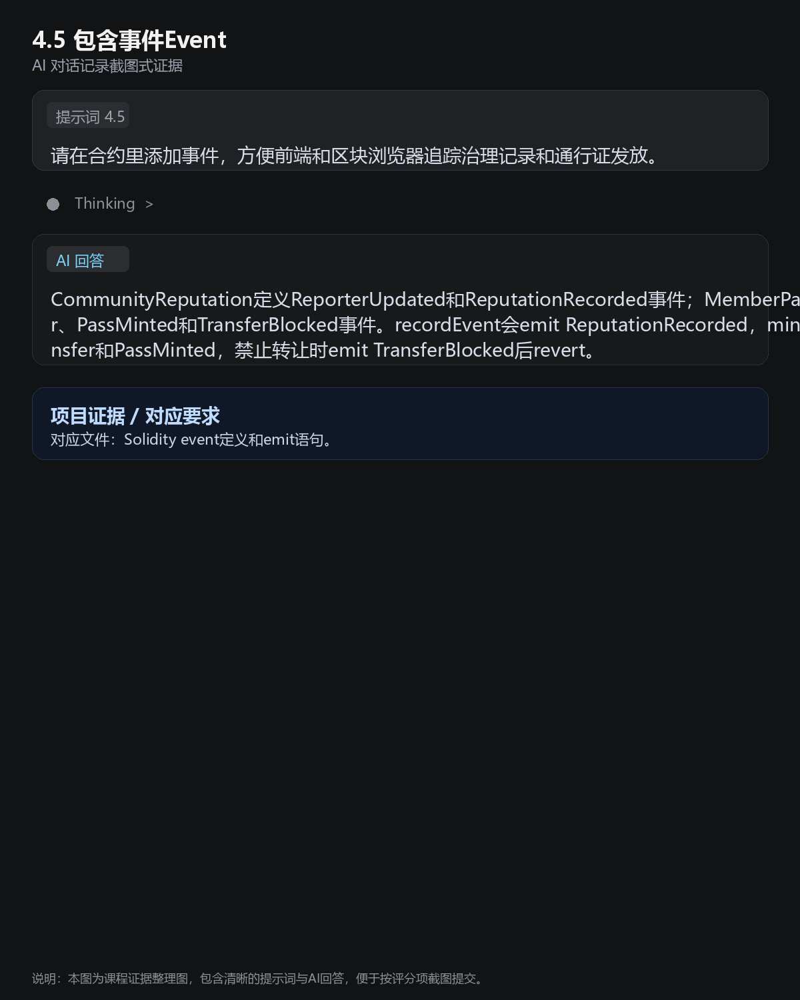 4.5 包含事件Event
AI 对话记录截图式证据
提示词 4.5
请在合约里添加事件，方便前端和区块浏览器追踪治理记录和通行证发放。
Thinking >
AI 回答
CommunityReputation定义ReporterUpdated和ReputationRecorded事件；MemberPa
r、PassMinted和TransferBlocked事件。recordEvent会emit ReputationRecorded，min
nsfer和PassMinted，禁止转让时emit TransferBlocked后revert。
项目证据 / 对应要求
对应文件：Solidity event定义和emit语句。
说明：本图为课程证据整理图，包含清晰的提示词与AI回答，便于按评分项截图提交。